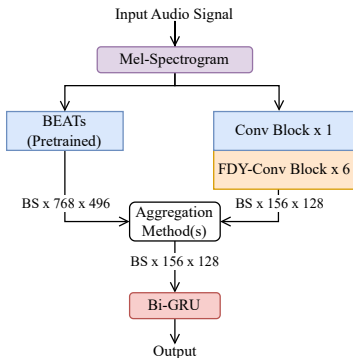 Input Audio Signal
Mel-Spectrogram
BEATs
(Pretrained)
Conv Block x 1
FDY-Conv Block x 6
BS x 768 x 496
BS x 156 x 128
Aggregation
Method(s)
BS x 156 x 128
Bi-GRU
Output